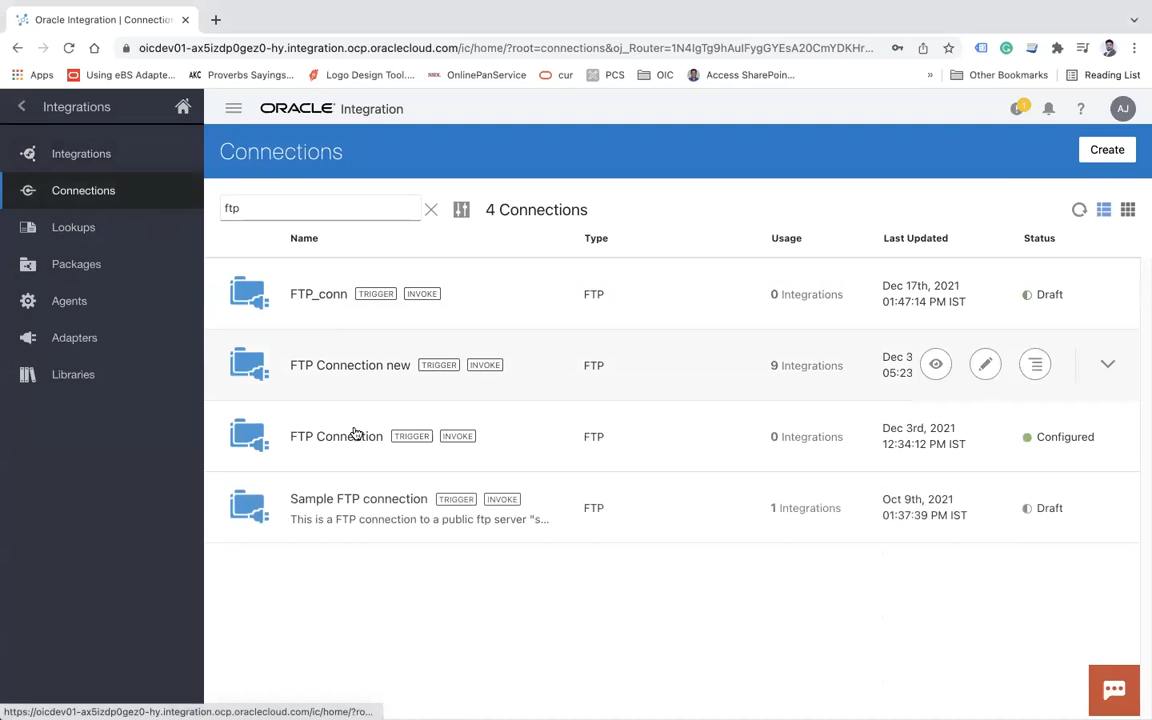 Oracle Integration | Connection
oicdev01-ax5izdp0gez0-hy.integration.ocp.oraclecloud.com/ic/home/?root=connections&oj_Router=1N4IgTg9hAuIFygGYEsA20CmYDKHr...
Apps
Using eBS Adapte...
AKC Proverbs Sayings...
Logo Design Tool....
OnlinePanService
cur
PCS
OIC
Access SharePoin...
»
Other Bookmarks
Reading List
Integrations
ORACLE Integration
1
AJ
Integrations
Connections
Lookups
Packages
Agents
Adapters
Libraries
Connections
Create
ftp
4 Connections
Name Type Usage Last Updated Status
FTP_conn TRIGGER INVOKE FTP 0 Integrations Dec 17th, 2021 01:47:14 PM IST Draft
FTP Connection new TRIGGER INVOKE FTP 9 Integrations Dec 3 05:23
FTP Connection TRIGGER INVOKE FTP 0 Integrations Dec 3rd, 2021 12:34:12 PM IST Configured
Sample FTP connection TRIGGER INVOKE FTP 1 Integrations Oct 9th, 2021 01:37:39 PM IST Draft
This is a FTP connection to a public ftp server "s...
https://oicdev01-ax5izdp0gez0-hy.integration.ocp.oraclecloud.com/ic/home/?ro...